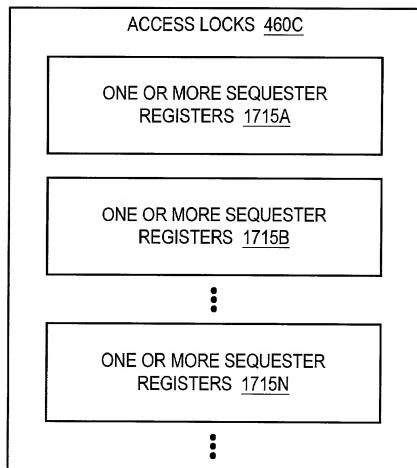 ACCESS LOCKS 460C
ONE OR MORE SEQUESTER
REGISTERS 1715A
ONE OR MORE SEQUESTER
REGISTERS 1715B
ONE OR MORE SEQUESTER
REGISTERS 1715N